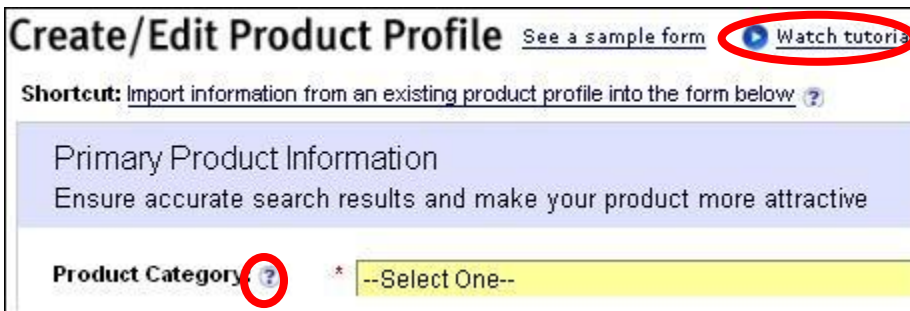 Create/Edit Product Profile See a sample form Watch tutoria
Shortcut: Import information from an existing product profile into the form below ?
Primary Product Information
Ensure accurate search results and make your product more attractive
Product Category: ? * --Select One--